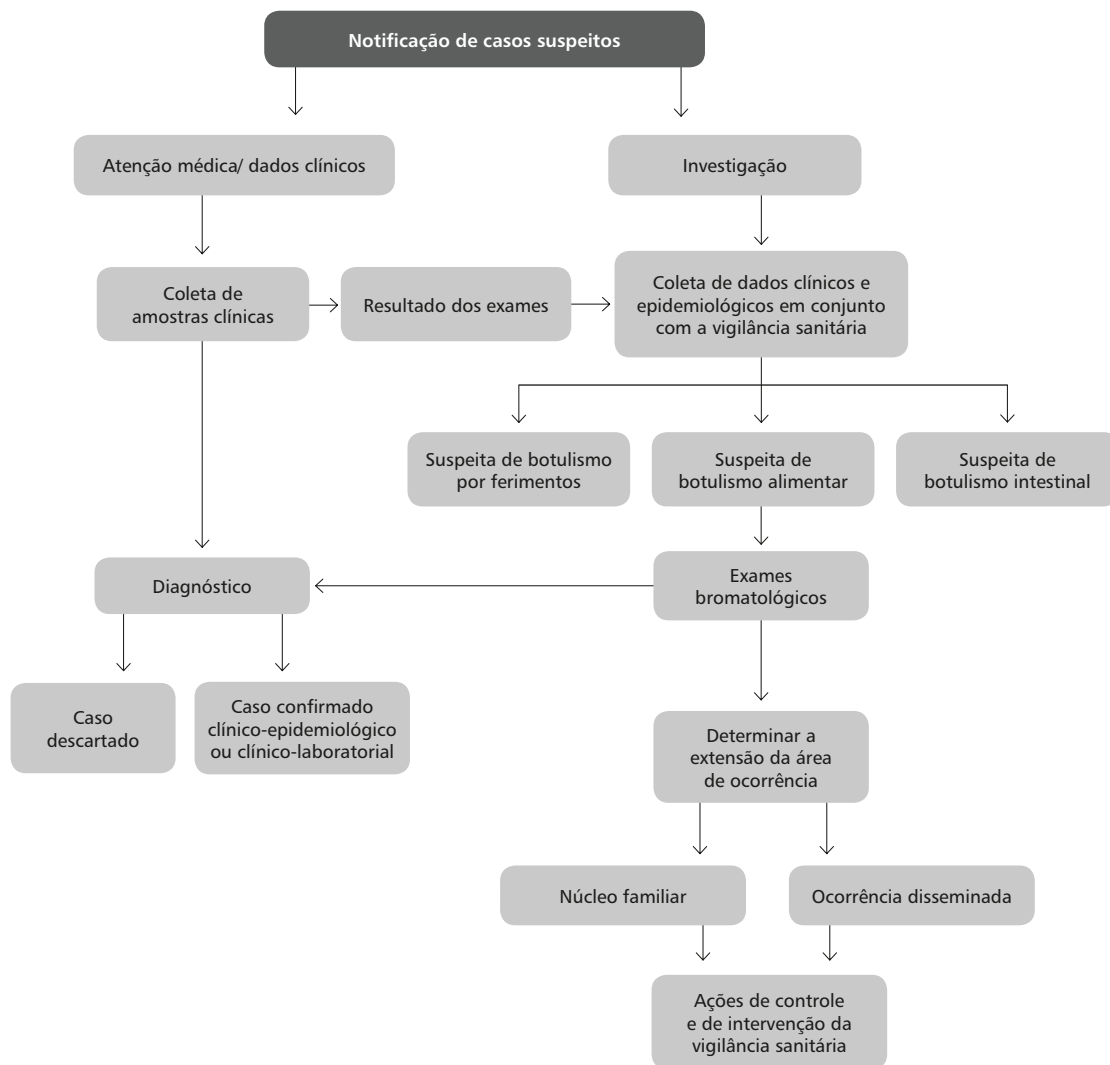 Notificação de casos suspeitos
Atenção médica/ dados clínicos
Investigação
Coleta de
amostras clínicas
Resultado dos exames
Coleta de dados clínicos e
epidemiológicos em conjunto
com a vigilância sanitária
Suspeita de botulismo
por ferimentos
Suspeita de
botulismo alimentar
Suspeita de
botulismo intestinal
Diagnóstico
Exames
bromatológicos
Caso
descartado
Caso confirmado
clínico-epidemiológico
ou clínico-laboratorial
Determinar a
extensão da área
de ocorrência
Núcleo familiar
Ocorrência disseminada
Ações de controle
e de intervenção da
vigilância sanitária